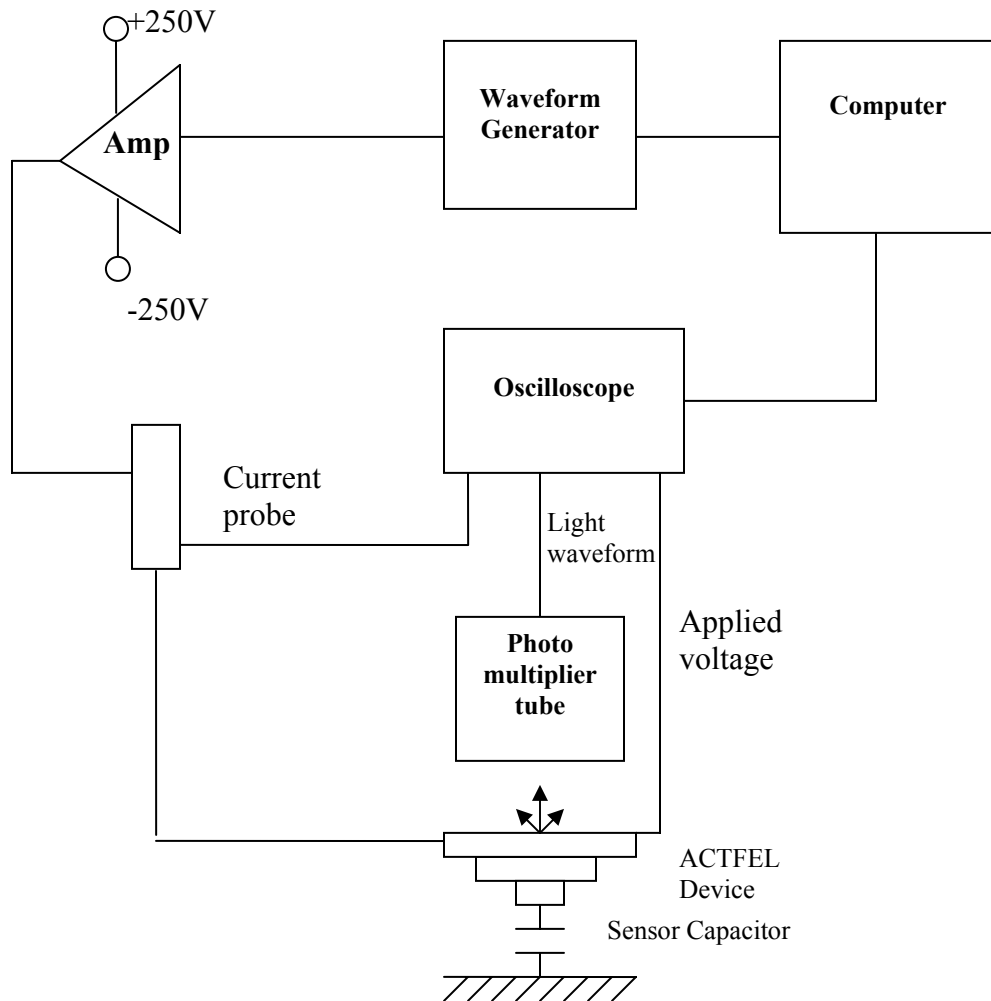 +250V
Amp
-250V
Waveform
Generator
Computer
Oscilloscope
Current
probe
Light
waveform
Photo
multiplier
tube
Applied
voltage
ACTFEL
Device
Sensor Capacitor